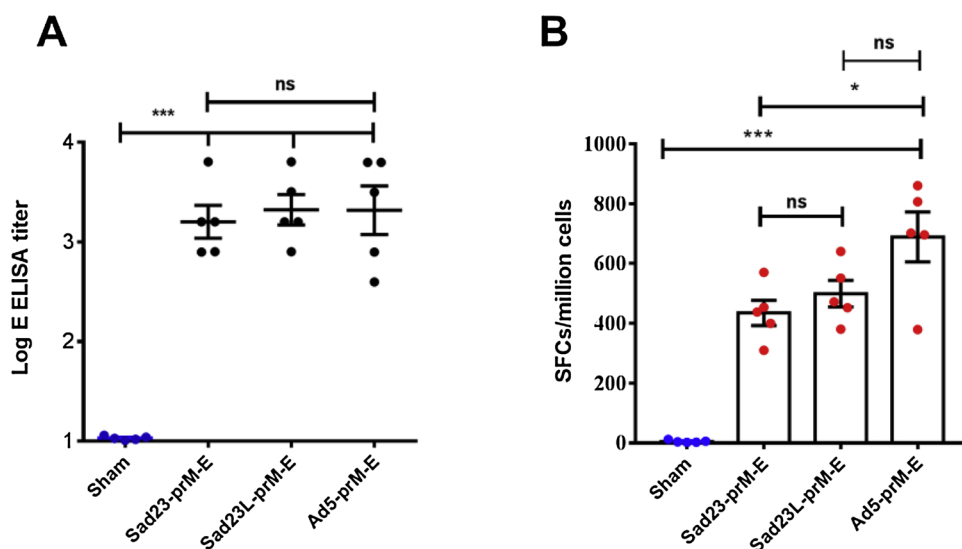 A
ns
***
Log E ELISA titer
4
3
2
1
Sham
Sad23-prM-E
Sad23L-prM-E
Ad5-prM-E
B
ns
*
***
ns
SFCs/million cells
1000
800
600
400
200
0
Sham
Sad23-prM-E
Sad23L-prM-E
Ad5-prM-E